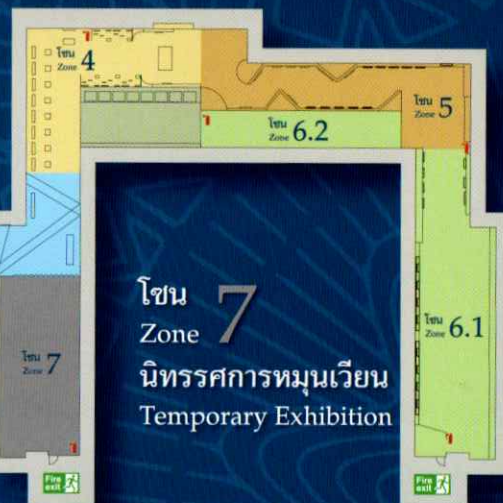 โซน
Zone 4
โซน
Zone 5
โซน
Zone 6.2
โซน
Zone 6.1
โซน
Zone 7
โซน
Zone 7
นิทรรศการหมุนเวียน
Temporary Exhibition
Fire
exit
Fire
exit